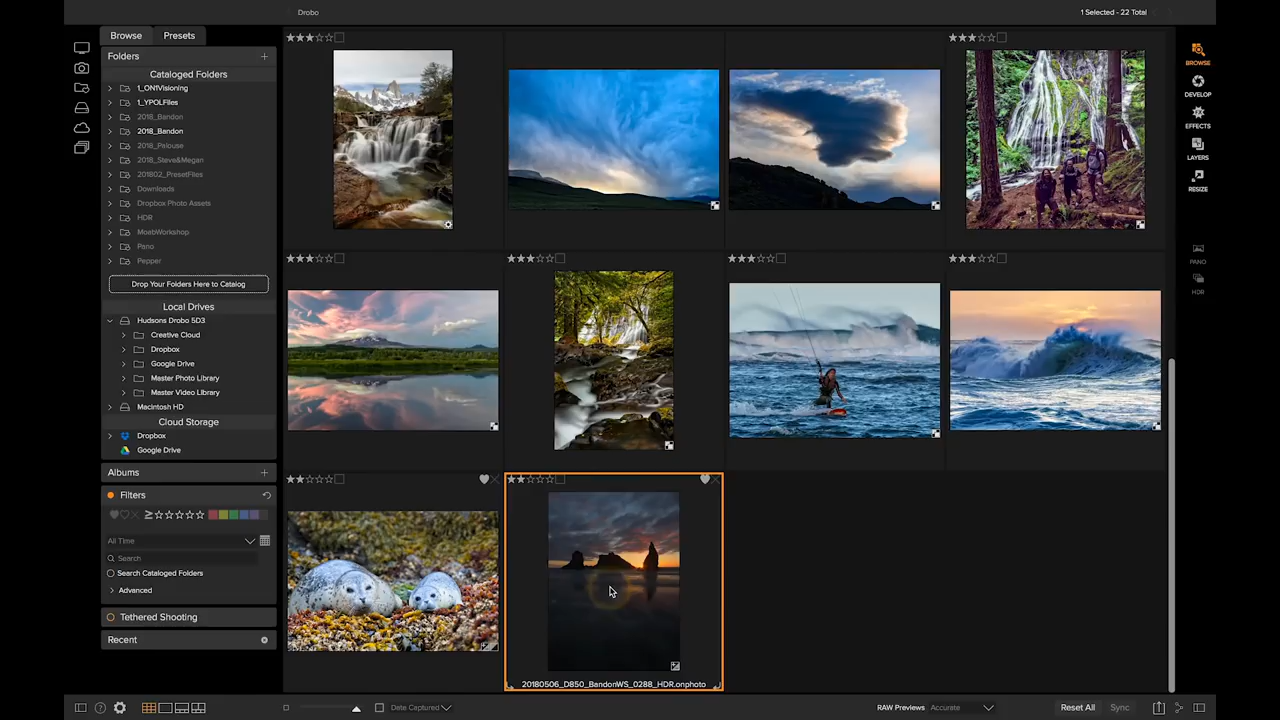 Drobo
1 Selected - 22 Total
Browse
Presets
Folders
Cataloged Folders
1_ON1Visioning
1_YPOLFiles
2018_Bandon
2018_Bandon
2018_Palouse
2018_Steve&Megan
201802_PresetFiles
Downloads
Dropbox Photo Assets
HDR
MoabWorkshop
Pano
Pepper
Drop Your Folders Here to Catalog
Local Drives
Hudsons Drobo 5D3
Creative Cloud
Dropbox
Google Drive
Master Photo Library
Master Video Library
Macintosh HD
Cloud Storage
Dropbox
Google Drive
Albums
Filters
All Time
Search
Search Cataloged Folders
Advanced
Tethered Shooting
Recent
20180506_D850_BandonWS_0288_HDR.onphoto
BROWSE
DEVELOP
EFFECTS
LAYERS
RESIZE
PANO
HDR
Date Captured
RAW Previews Accurate
Reset All
Sync